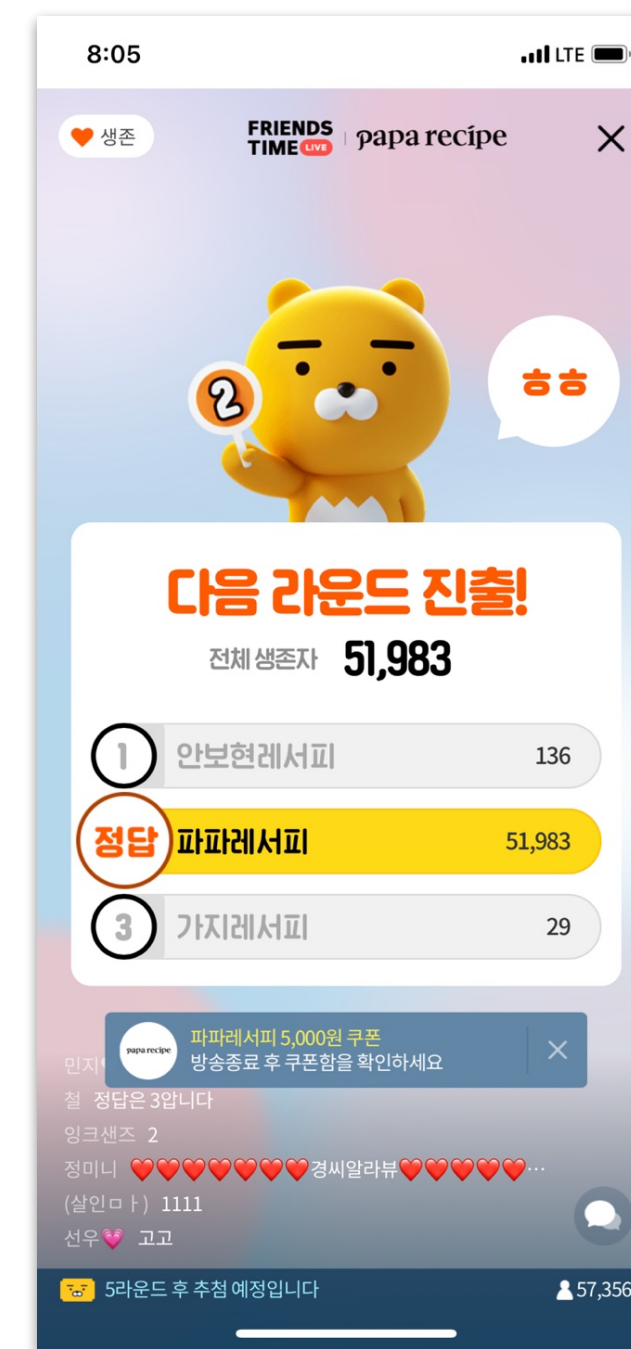 8:05
LTE
생존
FRIENDS TIME LIVE
papa recipe
2
ㅎㅎ
다음 라운드 진출!
전체 생존자 51,983
1 안보현레서피 136
정답 파파레서피 51,983
3 가지레서피 29
papa recipe
파파레서피 5,000원 쿠폰
방송종료 후 쿠폰함을 확인하세요
민지
철 정답은 3압니다
잉크샌즈 2
정미니 ❤️❤️❤️❤️❤️❤️❤️경씨알라뷰❤️❤️❤️❤️❤️…
(살인ㅁㅏ) 1111
선우💗 고고
5라운드 후 추첨 예정입니다
57,356